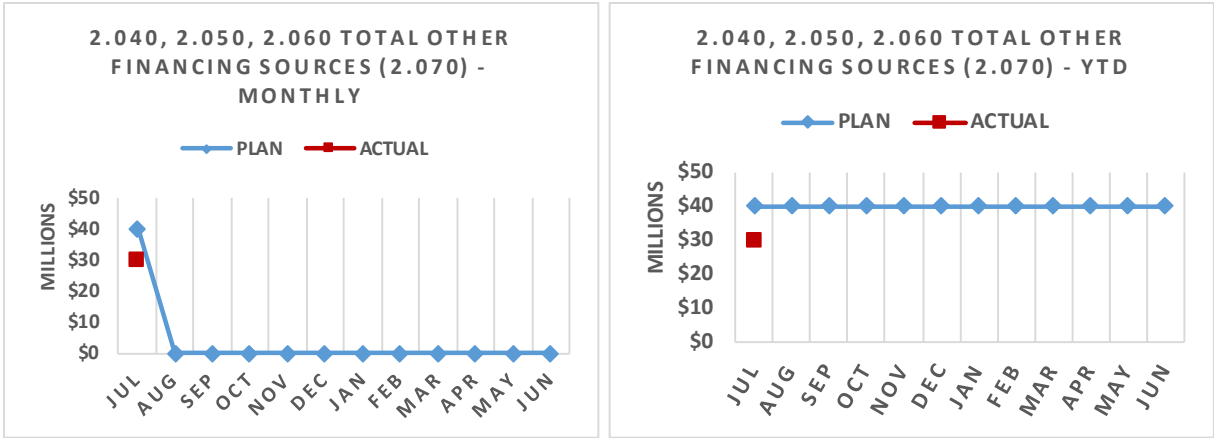 2.040, 2.050, 2.060 TOTAL OTHER
FINANCING SOURCES (2.070) -
MONTHLY
PLAN ACTUAL
MILLIONS
$50
$40
$30
$20
$10
$0
JUL AUG SEP OCT NOV DEC JAN FEB MAR APR MAY JUN
2.040, 2.050, 2.060 TOTAL OTHER
FINANCING SOURCES (2.070) - YTD
PLAN ACTUAL
MILLIONS
$50
$40
$30
$20
$10
$0
JUL AUG SEP OCT NOV DEC JAN FEB MAR APR MAY JUN